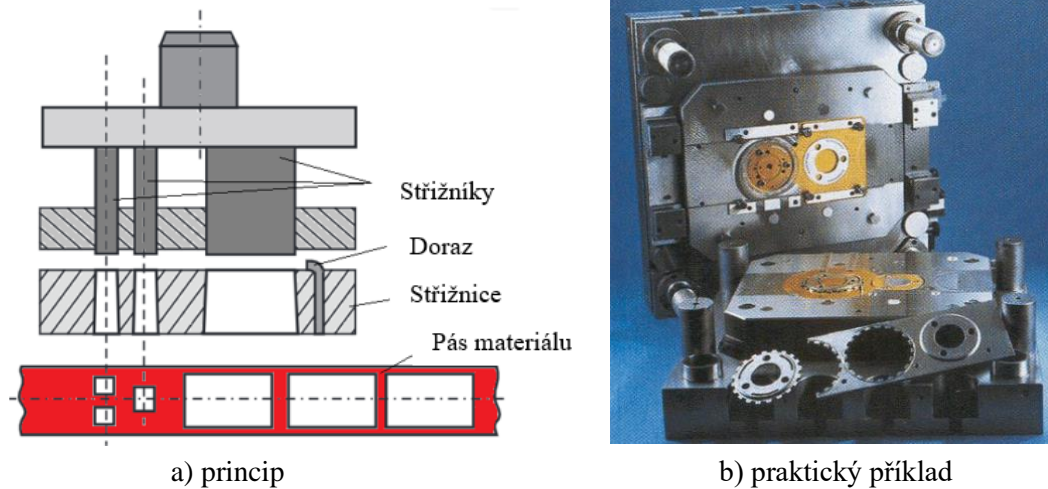 Střižníky
Doraz
Střižnice
Pás materiálu
a) princip
b) praktický příklad